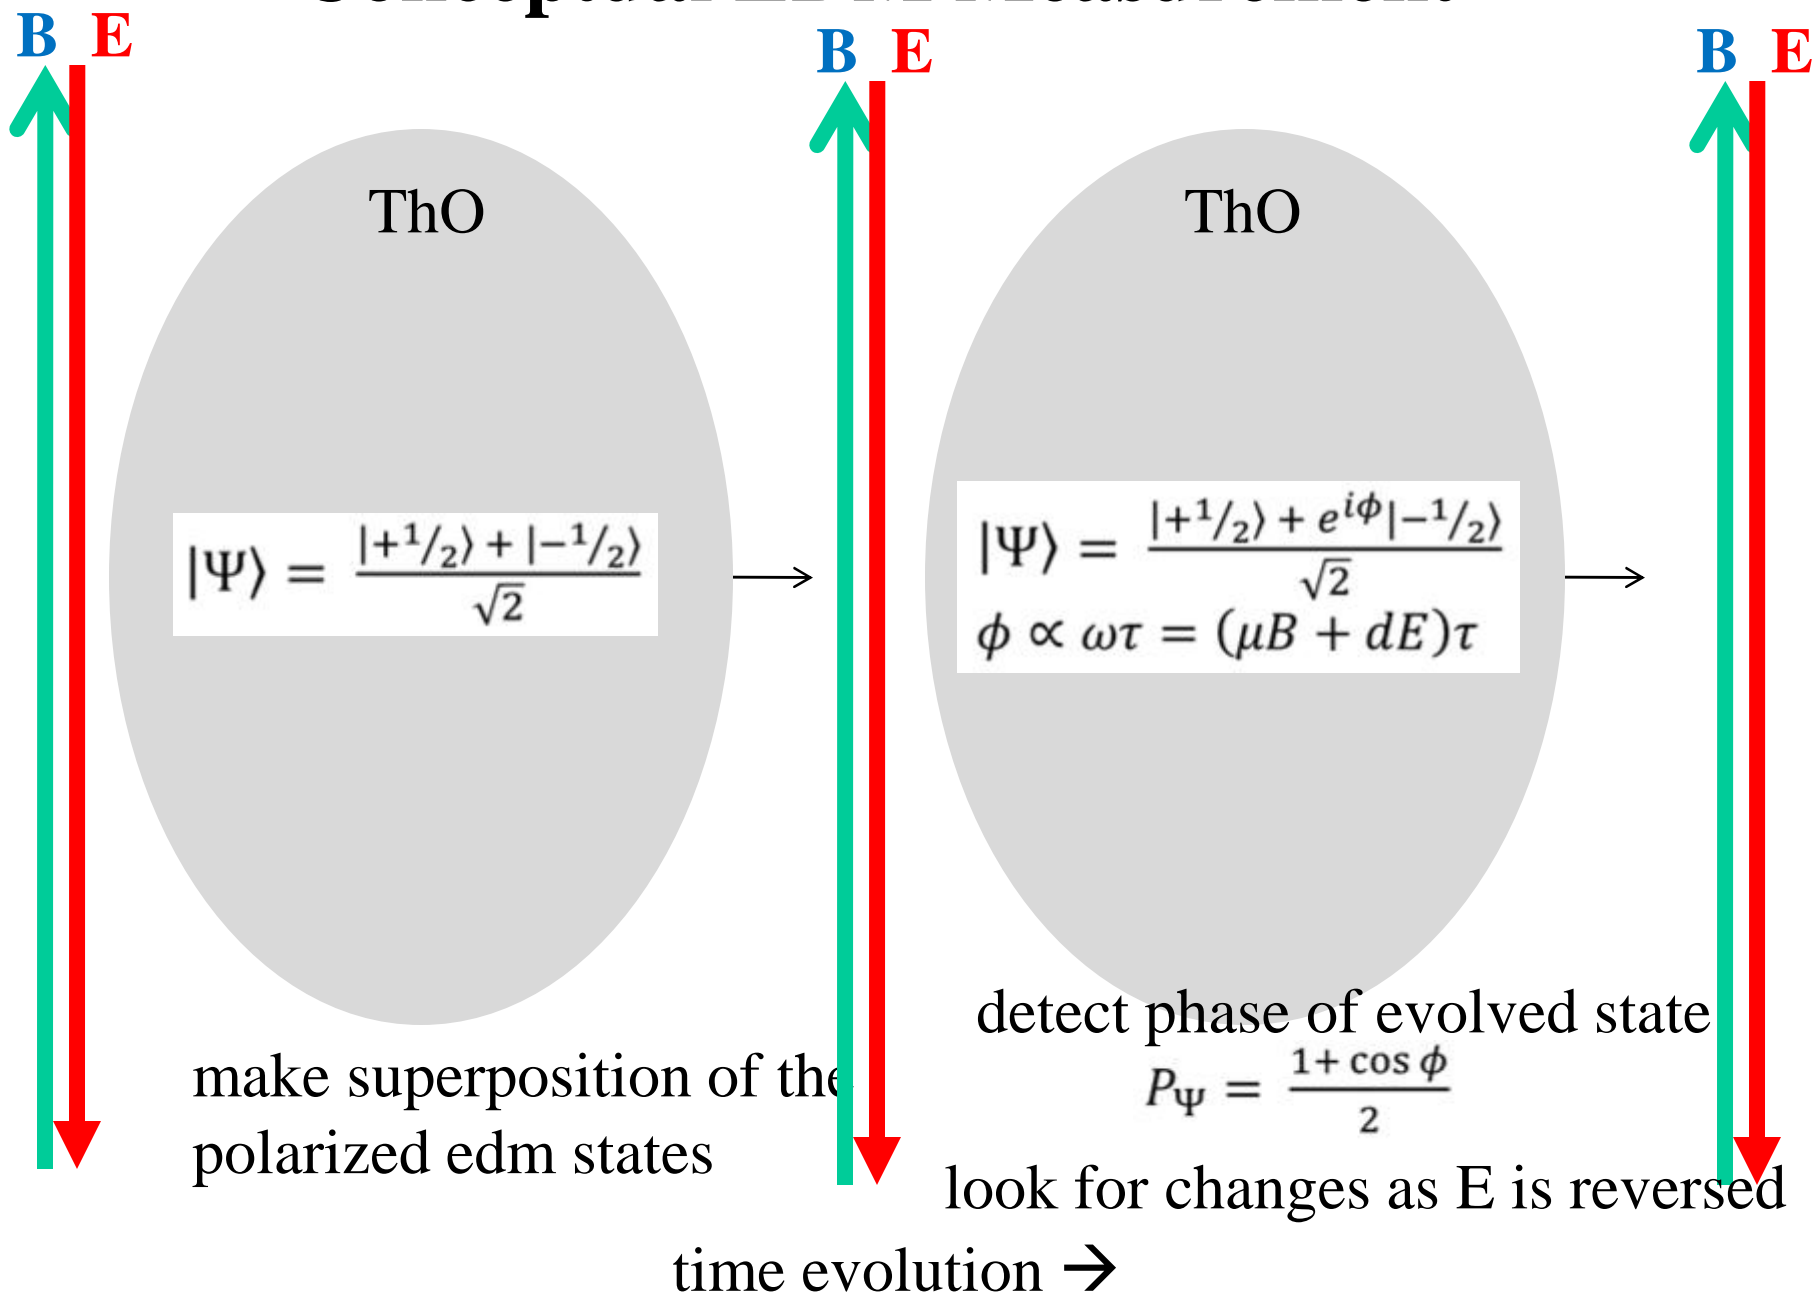 B E
B E
B E
ThO
ThO
|Ψ⟩ = (|+1/2⟩ + |−1/2⟩)/√2
|Ψ⟩ = (|+1/2⟩ + e^{iϕ}|−1/2⟩)/√2
ϕ ∝ ωτ = (μB + dE)τ
make superposition of the
polarized edm states
detect phase of evolved state
P_Ψ = (1+ cos ϕ)/2
look for changes as E is reversed
time evolution →